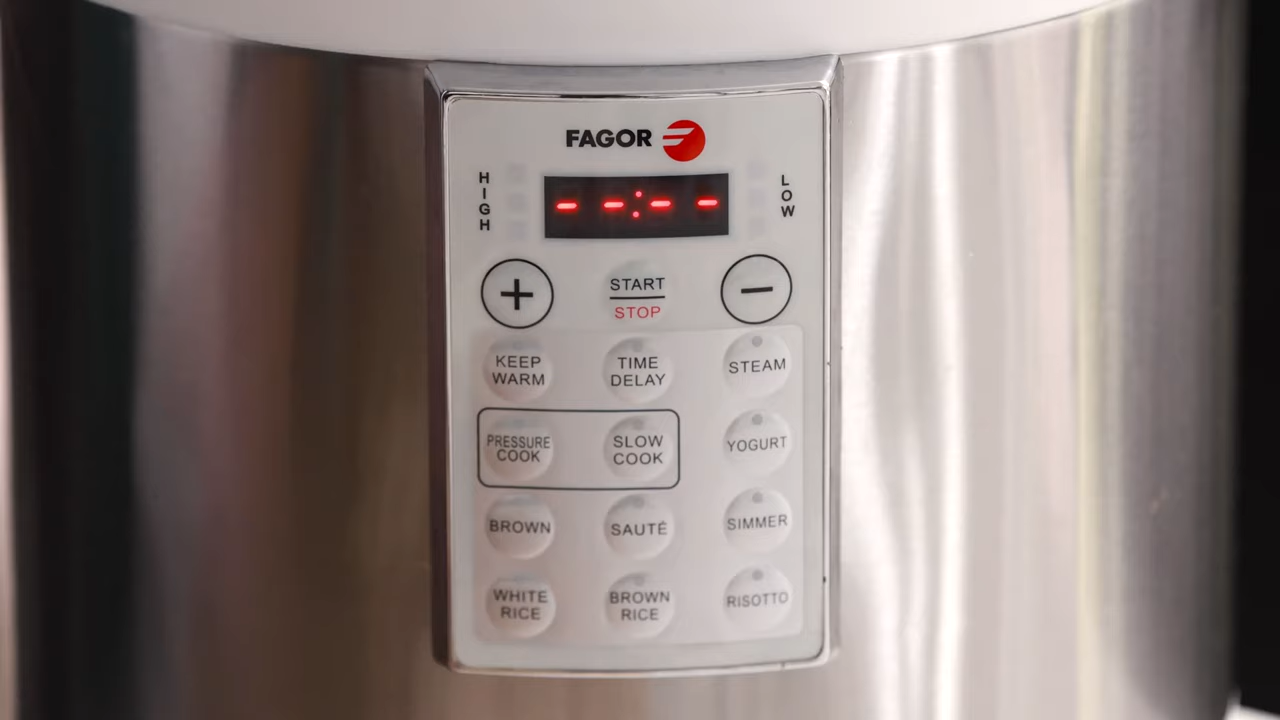 FAGOR
HIGH
- -:- -
LOW
+
START
STOP
−
KEEP
WARM
TIME
DELAY
STEAM
PRESSURE
COOK
SLOW
COOK
YOGURT
BROWN
SAUTÉ
SIMMER
WHITE
RICE
BROWN
RICE
RISOTTO